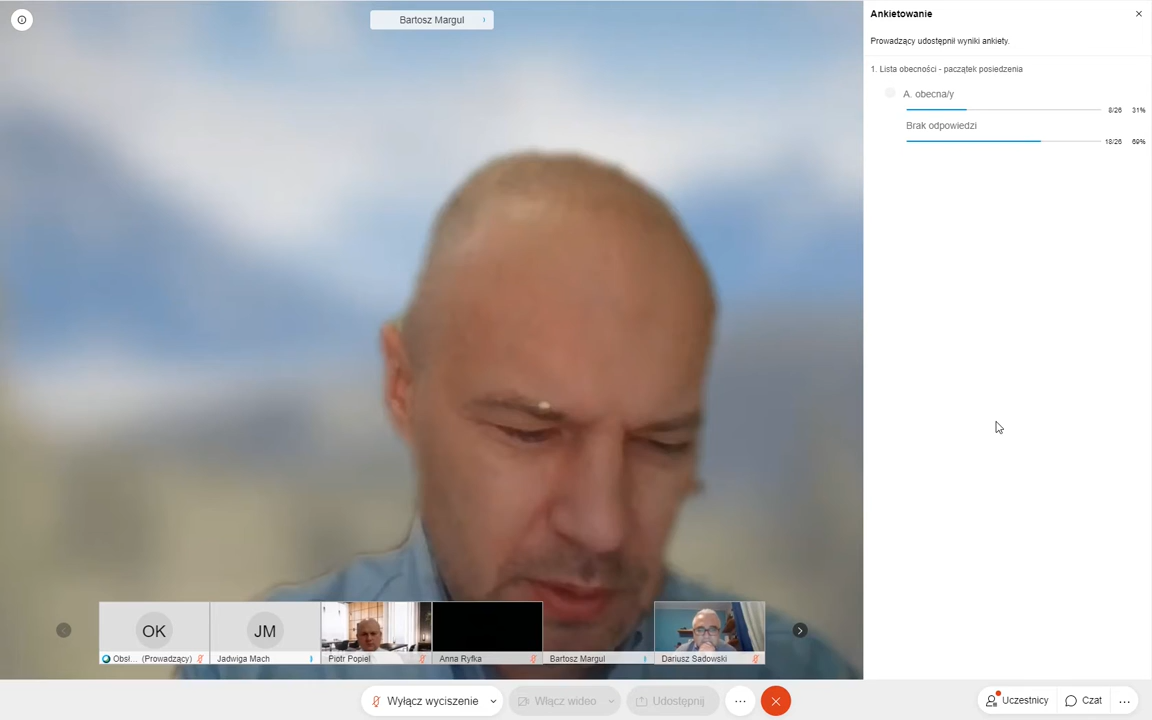 Bartosz Margul
Ankietowanie
Prowadzący udostępnił wyniki ankiety.
1. Lista obecności - paczątek posiedzenia
A. obecna/y
8/26 31%
Brak odpowiedzi
18/26 69%
OK
JM
Obsł... (Prowadzący)
Jadwiga Mach
Piotr Popiel
Anna Ryfka
Bartosz Margul
Dariusz Sadowski
Wyłącz wyciszenie
Włącz wideo
Udostępnij
Uczestnicy
Czat